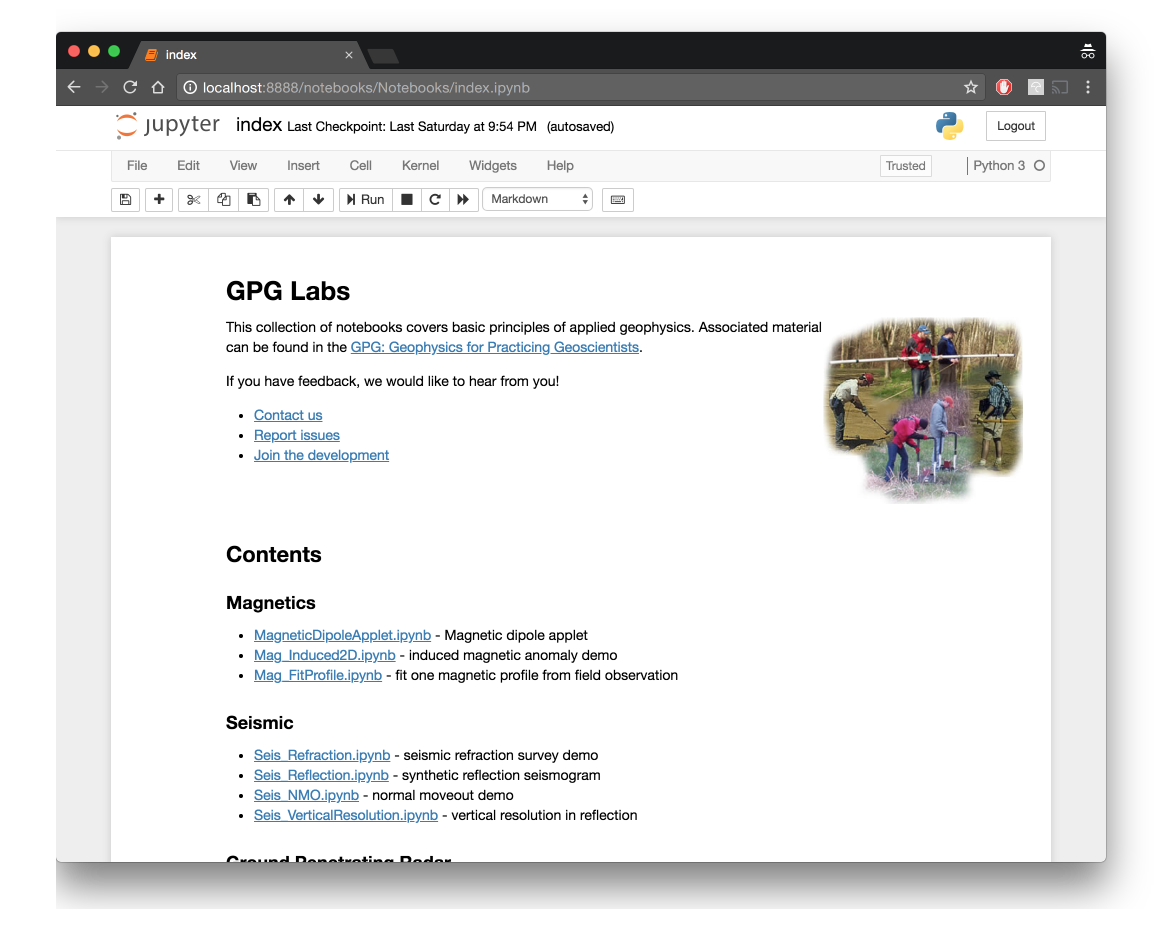 index
localhost:8888/notebooks/Notebooks/index.ipynb
jupyter index Last Checkpoint: Last Saturday at 9:54 PM (autosaved) Logout
File Edit View Insert Cell Kernel Widgets Help Trusted Python 3
Run Markdown
GPG Labs
This collection of notebooks covers basic principles of applied geophysics. Associated material
can be found in the GPG: Geophysics for Practicing Geoscientists.
If you have feedback, we would like to hear from you!
• Contact us
• Report issues
• Join the development
Contents
Magnetics
• MagneticDipoleApplet.ipynb - Magnetic dipole applet
• Mag_Induced2D.ipynb - induced magnetic anomaly demo
• Mag_FitProfile.ipynb - fit one magnetic profile from field observation
Seismic
• Seis_Refraction.ipynb - seismic refraction survey demo
• Seis_Reflection.ipynb - synthetic reflection seismogram
• Seis_NMO.ipynb - normal moveout demo
• Seis_VerticalResolution.ipynb - vertical resolution in reflection
Ground Penetrating Radar